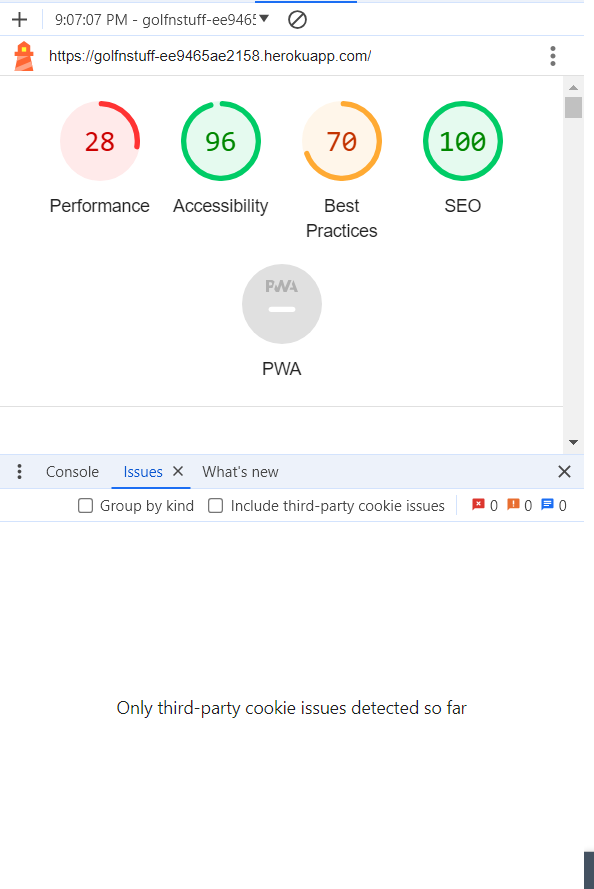 9:07:07 PM - golfnstuff-ee9465
https://golfnstuff-ee9465ae2158.herokuapp.com/
28 96 70 100
Performance Accessibility Best Practices SEO
PWA
PWA
Console Issues What's new
Group by kind Include third-party cookie issues 0 0 0
Only third-party cookie issues detected so far